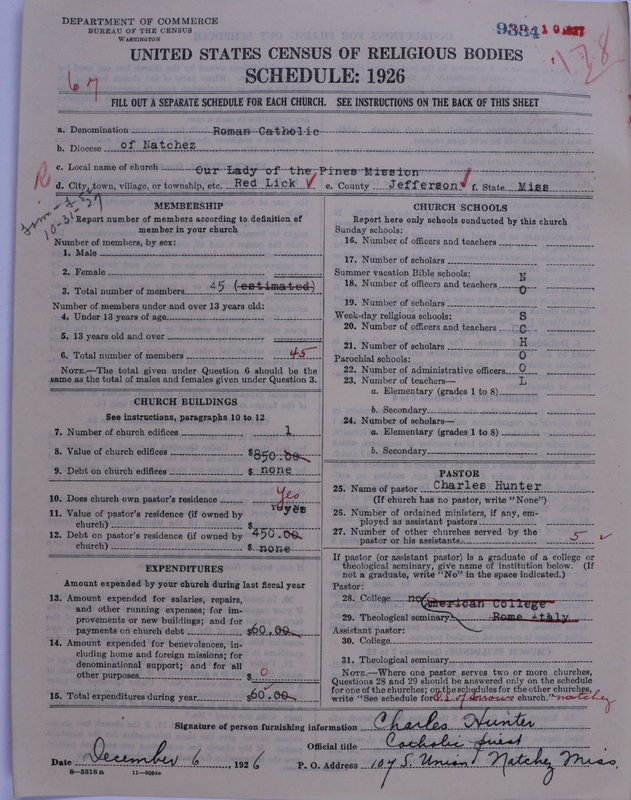 DEPARTMENT OF COMMERCE
BUREAU OF THE CENSUS
WASHINGTON
9384
UNITED STATES CENSUS OF RELIGIOUS BODIES
SCHEDULE: 1926
67
178
FILL OUT A SEPARATE SCHEDULE FOR EACH CHURCH. SEE INSTRUCTIONS ON THE BACK OF THIS SHEET
a. Denomination Roman Catholic
b. Diocese of Natchez
c. Local name of church Our Lady of the Pines Mission
R
d. City, town, village, or township, etc. Red Lick e. County Jefferson f. State Miss
10-31-27
MEMBERSHIP
Report number of members according to definition of
member in your church
Number of members, by sex:
1. Male
2. Female
3. Total number of members 45 (estimated)
Number of members under and over 13 years old:
4. Under 13 years of age
5. 13 years old and over
6. Total number of members 45
NOTE.—The total given under Question 6 should be
same as the total of males and females given under Question 3.
CHURCH BUILDINGS
See instructions, paragraphs 10 to 12
7. Number of church edifices 1
8. Value of church edifices $850.00
9. Debt on church edifices $ none
10. Does church own pastor's residence Yes
yes
11. Value of pastor's residence (if owned by
church) $
12. Debt on pastor's residence (if owned by 450.00
church) $ none
EXPENDITURES
Amount expended by church during last fiscal year
13. Amount expended for salaries, repairs,
and other running expenses; for im-
provements or new buildings; and for
payments on church debt $60.00
14. Amount expended for benevolences, in-
cluding home and foreign missions; for
denominational support; and for all
other purposes $ 0
15. Total expenditures during year $60.00
CHURCH SCHOOLS
Report here only schools conducted by this church
Sunday schools:
16. Number of officers and teachers
17. Number of scholars
Summer vacation Bible schools:
18. Number of officers and teachers
19. Number of scholars
Week-day religious schools:
20. Number of officers and teachers
21. Number of scholars
Parochial schools:
22. Number of administrative officers
23. Number of teachers—
a. Elementary (grades 1 to 8)
b. Secondary
24. Number of scholars—
a. Elementary (grades 1 to 8)
b. Secondary
N
O
S
C
H
O
O
L
PASTOR
25. Name of pastor Charles Hunter
(If church has no pastor, write "None")
26. Number of ordained ministers, if any, em-
ployed as assistant pastors
27. Number of other churches served by the
pastor or his assistants 5
If pastor (or assistant pastor) is a graduate of a college or
theological seminary, give name of institution below. (If
not a graduate, write "No" in the space indicated.)
Pastor:
28. College no American College
29. Theological seminary Rome Italy
Assistant pastor:
30. College
31. Theological seminary
NOTE.—Where one pastor serves two or more churches,
Questions 28 and 29 should be answered only on the schedule
for one of the churches; on the schedules for the other churches,
write "See schedule for church." Natchez
Signature of person furnishing information Charles Hunter
Official title Catholic priest
Date December 6, 1926 P. O. Address 107 S. Union Natchez Miss.
8—5518 a